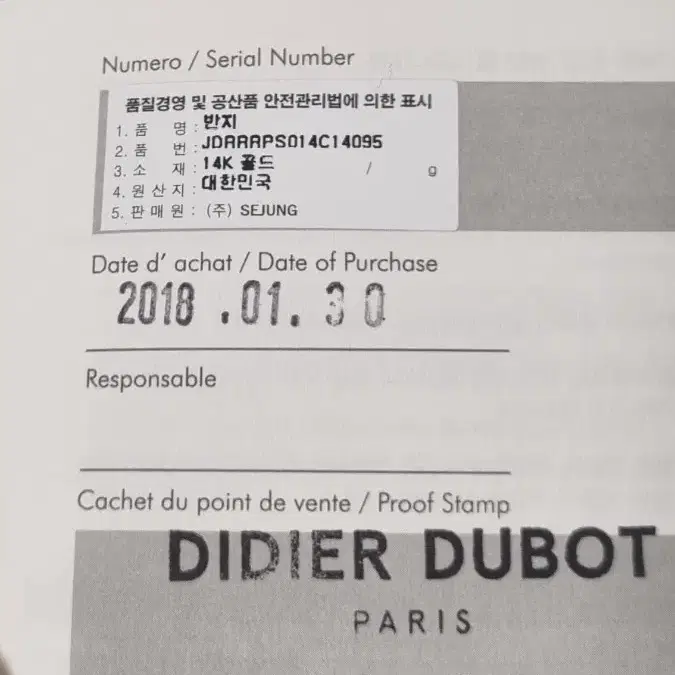 Numero / Serial Number
품질경영 및 공산품 안전관리법에 의한 표시
1. 품 명 : 반지
2. 품 번 : JDRRRPS014C14095
3. 소 재 : 14K 골드 / g
4. 원 산 지 : 대한민국
5. 판 매 원 : (주) SEJUNG
Date d' achat / Date of Purchase
2018 .01. 30
Responsable
Cachet du point de vente / Proof Stamp
DIDIER DUBOT
PARIS